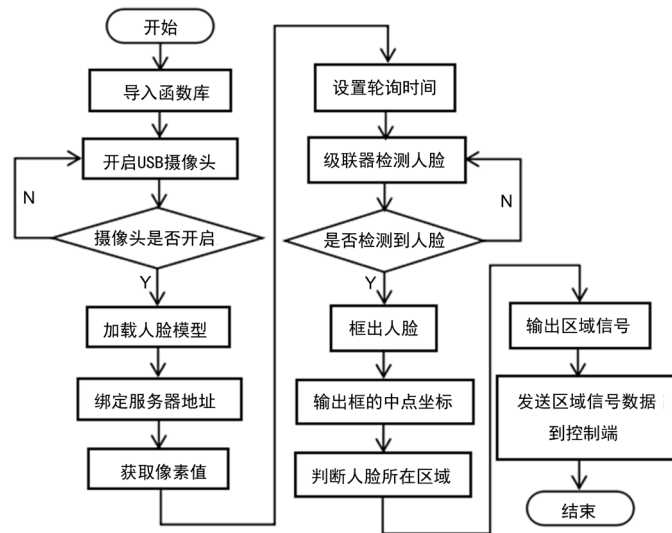 开始
导入函数库
开启USB摄像头
N
摄像头是否开启
Y
加载人脸模型
绑定服务器地址
获取像素值
设置轮询时间
级联器检测人脸
N
是否检测到人脸
Y
框出人脸
输出框的中点坐标
判断人脸所在区域
输出区域信号
发送区域信号数据
到控制端
结束